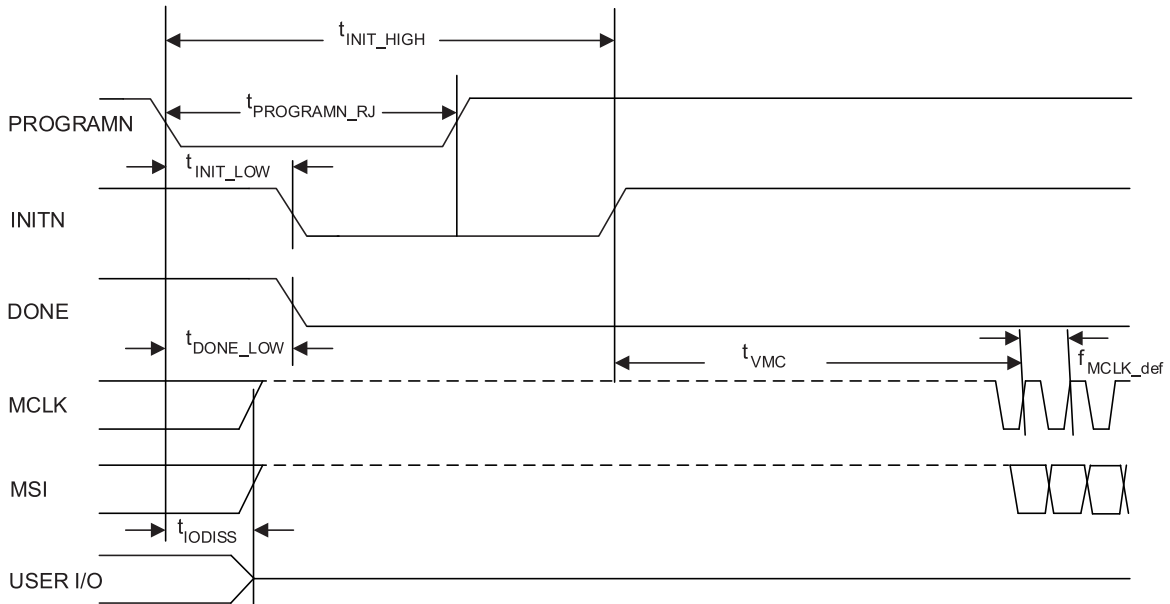 tINIT_HIGH
PROGRAMN
tPROGRAMN_RJ
tINIT_LOW
INITN
DONE
tDONE_LOW
tVMC
fMCLK_def
MCLK
MSI
tIODISS
USER I/O